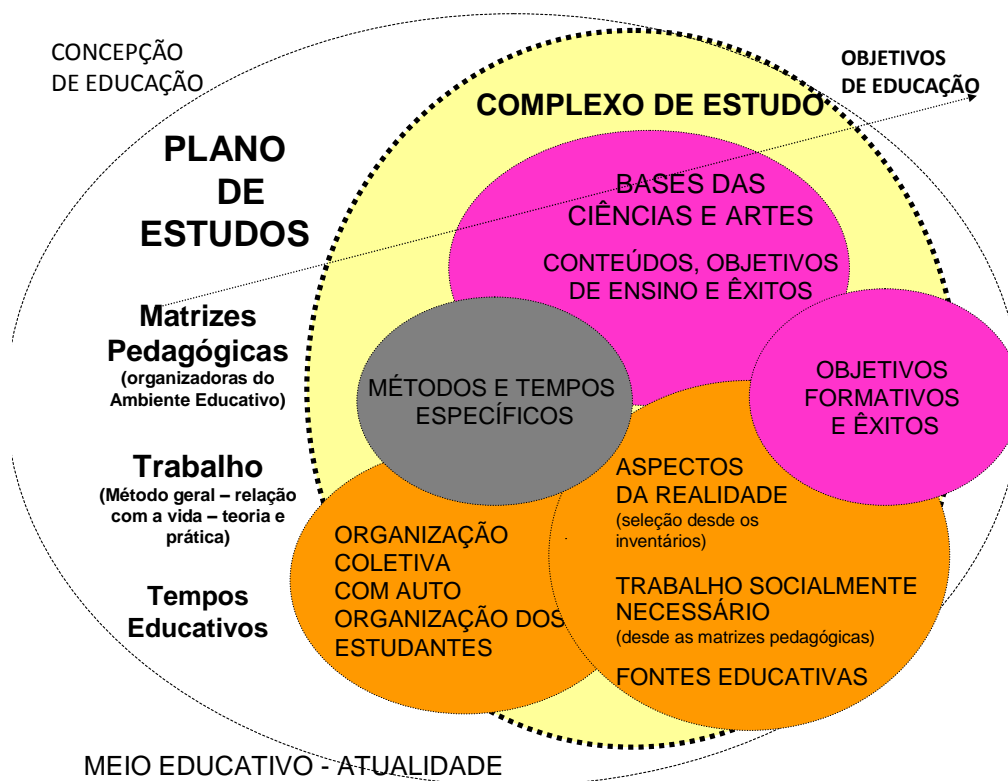 CONCEPÇÃO
DE EDUCAÇÃO
OBJETIVOS
DE EDUCAÇÃO
COMPLEXO DE ESTUDO
PLANO
DE
ESTUDOS
BASES DAS
CIÊNCIAS E ARTES
CONTEÚDOS, OBJETIVOS
DE ENSINO E ÊXITOS
Matrizes
Pedagógicas
(organizadoras do
Ambiente Educativo)
MÉTODOS E TEMPOS
ESPECÍFICOS
OBJETIVOS
FORMATIVOS
E ÊXITOS
Trabalho
(Método geral – relação
com a vida – teoria e
prática)
ASPECTOS
DA REALIDADE
(seleção desde os
inventários)
TRABALHO SOCIALMENTE
NECESSÁRIO
(desde as matrizes pedagógicas)
FONTES EDUCATIVAS
ORGANIZAÇÃO
COLETIVA
COM AUTO
ORGANIZAÇÃO DOS
ESTUDANTES
Tempos
Educativos
MEIO EDUCATIVO - ATUALIDADE